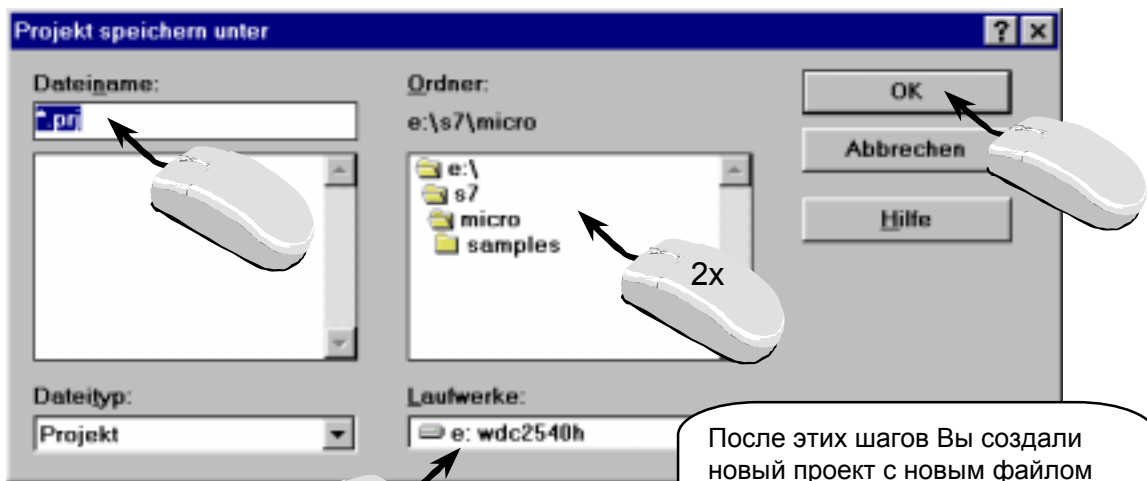 Projekt speichern unter
Dateiname:
*.prj
Ordner:
e:\s7\micro
e:\
s7
micro
samples
2x
OK
Abbrechen
Hilfe
Dateityp:
Projekt
Laufwerke:
e: wdc2540h
После этих шагов Вы создали
новый проект с новым файлом